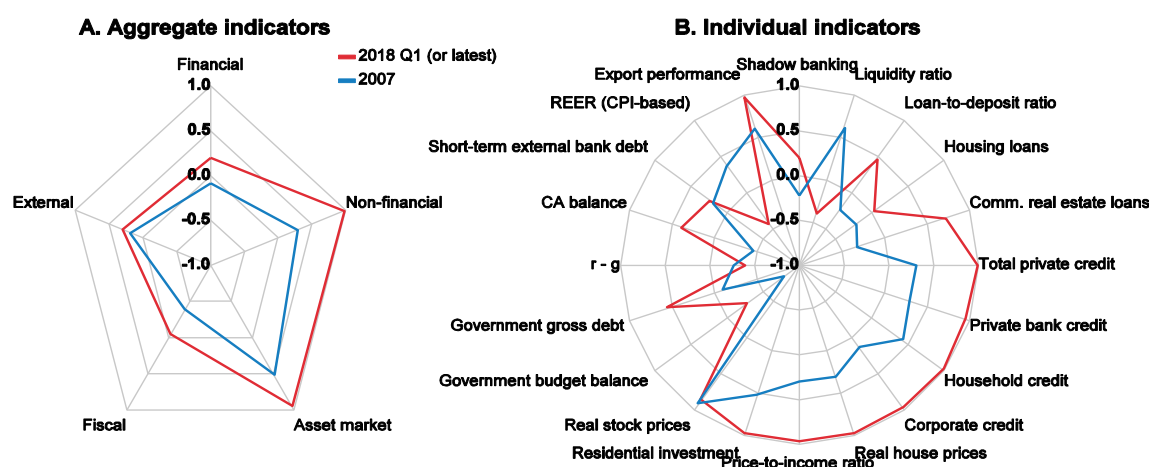 A. Aggregate indicators
2018 Q1 (or latest)
2007
Financial
1.0
0.5
0.0
-0.5
-1.0
External
Non-financial
Fiscal
Asset market
B. Individual indicators
Shadow banking
Export performance
Liquidity ratio
REER (CPI-based)
Loan-to-deposit ratio
Short-term external bank debt
Housing loans
CA balance
Comm. real estate loans
r - g
Total private credit
Government gross debt
Private bank credit
Government budget balance
Household credit
Real stock prices
Corporate credit
Residential investment
Real house prices
Price-to-income ratio
1.0
0.5
0.0
-0.5
-1.0